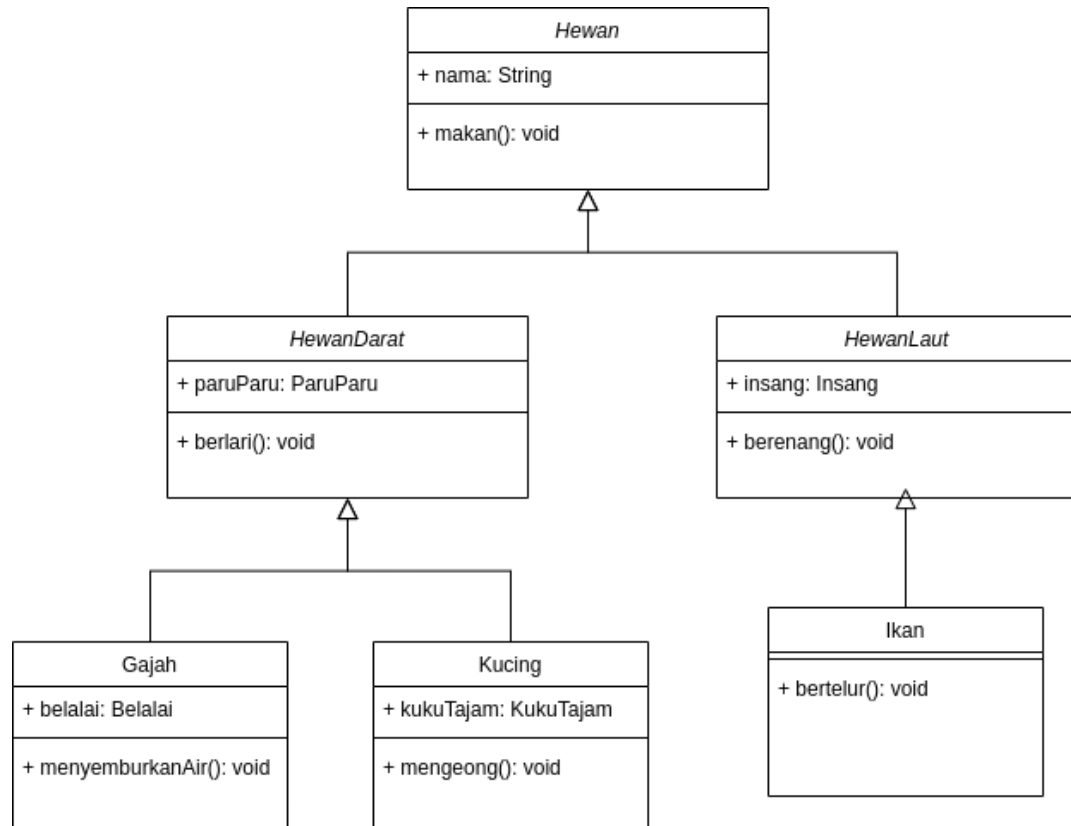 Hewan
+ nama: String
+ makan(): void
HewanDarat
+ paruParu: ParuParu
+ berlari(): void
HewanLaut
+ insang: Insang
+ berenang(): void
Gajah
+ belalai: Belalai
+ menyemburkanAir(): void
Kucing
+ kukuTajam: KukuTajam
+ mengeong(): void
Ikan
+ bertelur(): void